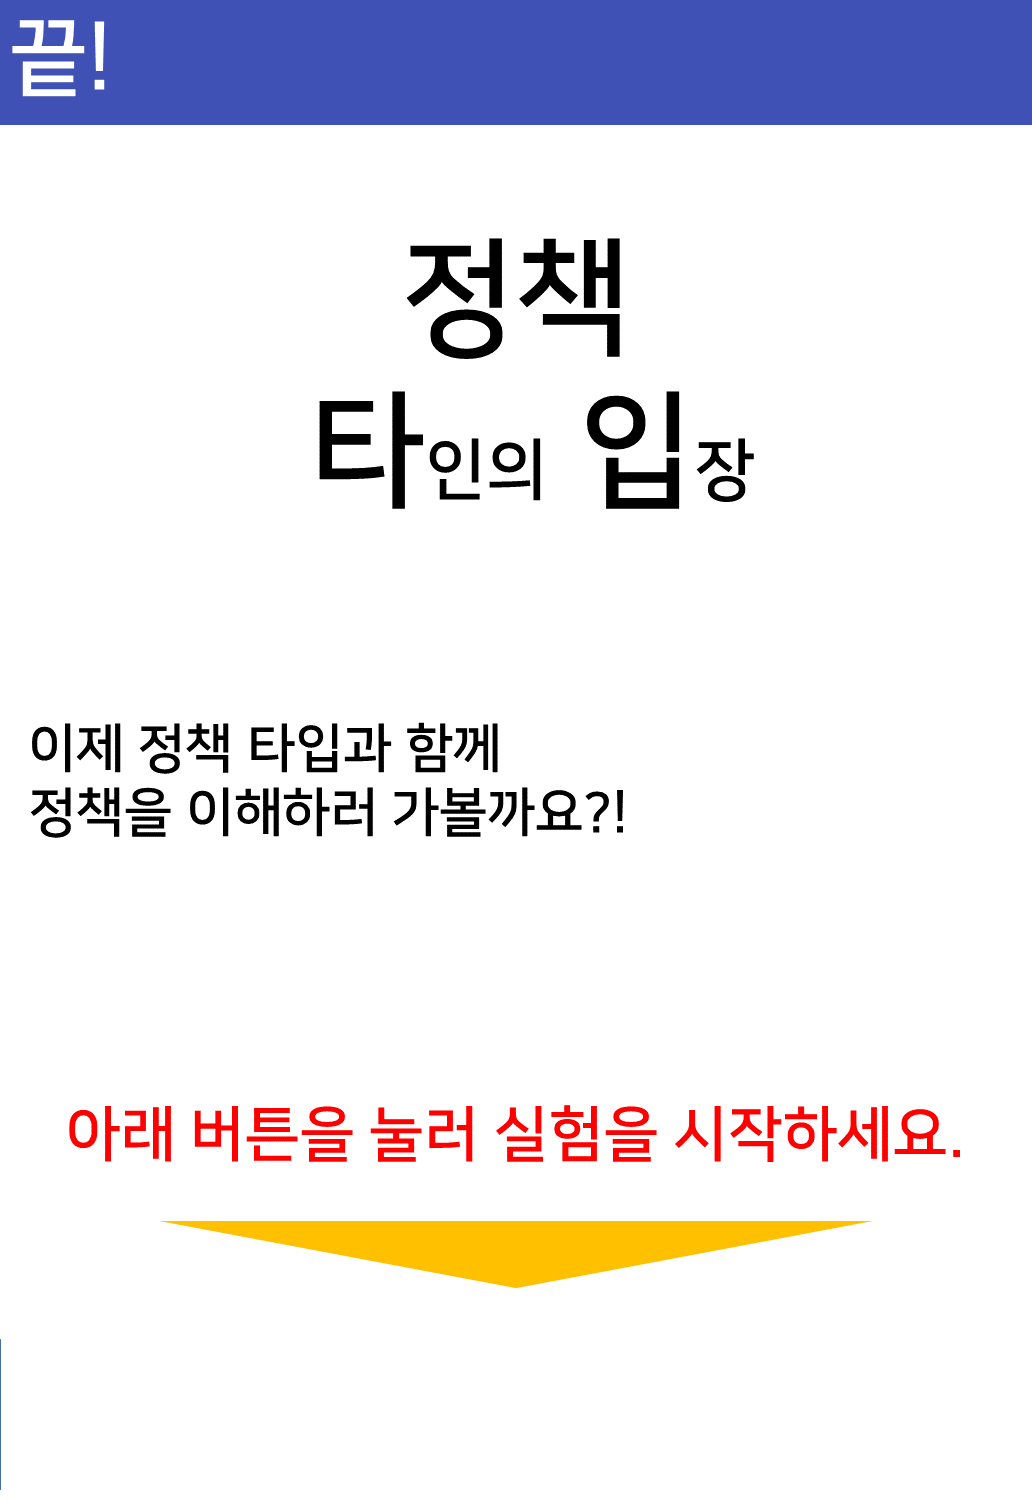 끝!
정책
타인의 입장
이제 정책 타입과 함께
정책을 이해하러 가볼까요?!
아래 버튼을 눌러 실험을 시작하세요.